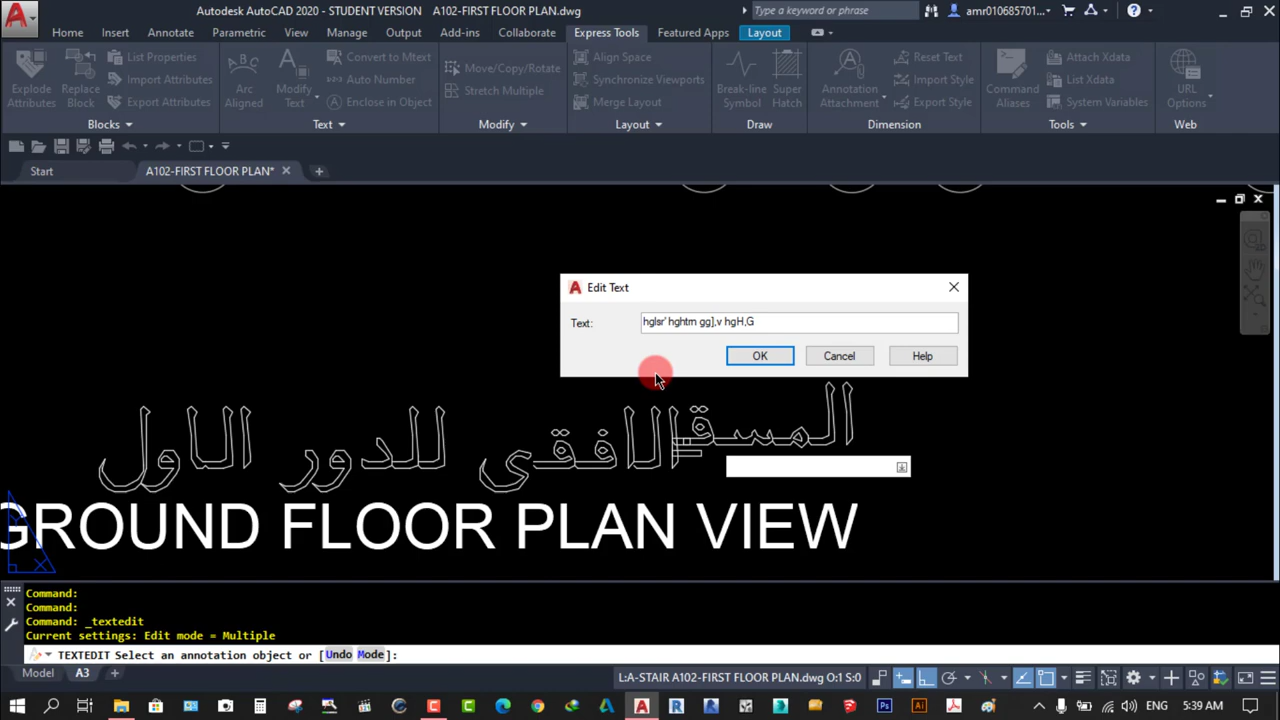 Autodesk AutoCAD 2020 - STUDENT VERSION A102-FIRST FLOOR PLAN.dwg
Type a keyword or phrase
amr010685701...
Home Insert Annotate Parametric View Manage Output Add-ins Collaborate Express Tools Featured Apps Layout
Explode Attributes
Replace Block
List Properties
Import Attributes
Export Attributes
Arc Aligned
Modify Text
Convert to Mtext
Auto Number
Enclose in Object
Move/Copy/Rotate
Stretch Multiple
Align Space
Synchronize Viewports
Merge Layout
Break-line Symbol
Super Hatch
Annotation Attachment
Reset Text
Import Style
Export Style
Command Aliases
Attach Xdata
List Xdata
System Variables
URL Options
Blocks Text Modify Layout Draw Dimension Tools Web
Start A102-FIRST FLOOR PLAN*
Edit Text
Text: hglsr' hghtrn gg],v hgH,G
OK Cancel Help
المسقـ الافقى للدور الاول
GROUND FLOOR PLAN VIEW
Command:
Command:
Command: _textedit
Current settings: Edit mode = Multiple
TEXTEDIT Select an annotation object or [Undo Mode]:
Model A3
L:A-STAIR A102-FIRST FLOOR PLAN.dwg O:1 S:0
5:39 AM